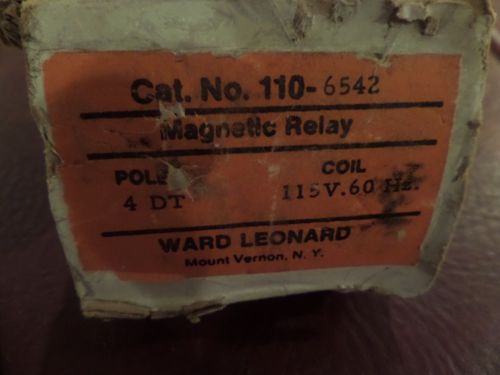 Cat. No. 110-6542
Magnetic Relay
POLE COIL
4 DT 115V.60 Hz.
WARD LEONARD
Mount Vernon, N. Y.